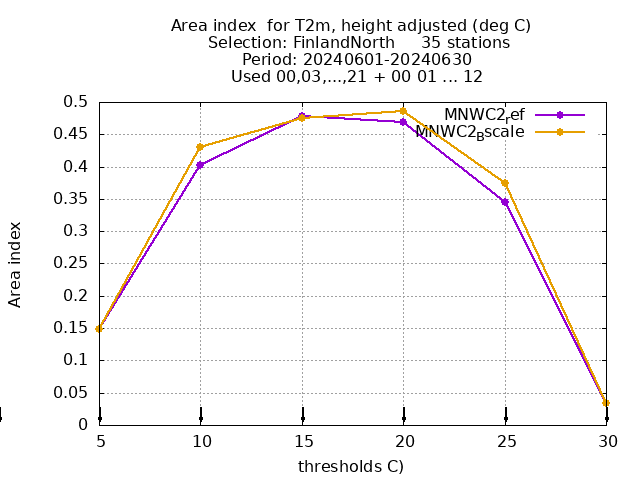 Area index  for T2m, height adjusted (deg C)
Selection: FinlandNorth     35 stations
Period: 20240601-20240630
Used 00,03,...,21 + 00 01 ... 12
MNWC2ref
MNWC2Bscale
0.5
0.45
0.4
0.35
0.3
0.25
0.2
0.15
0.1
0.05
0
Area index
5 10 15 20 25 30
thresholds C)